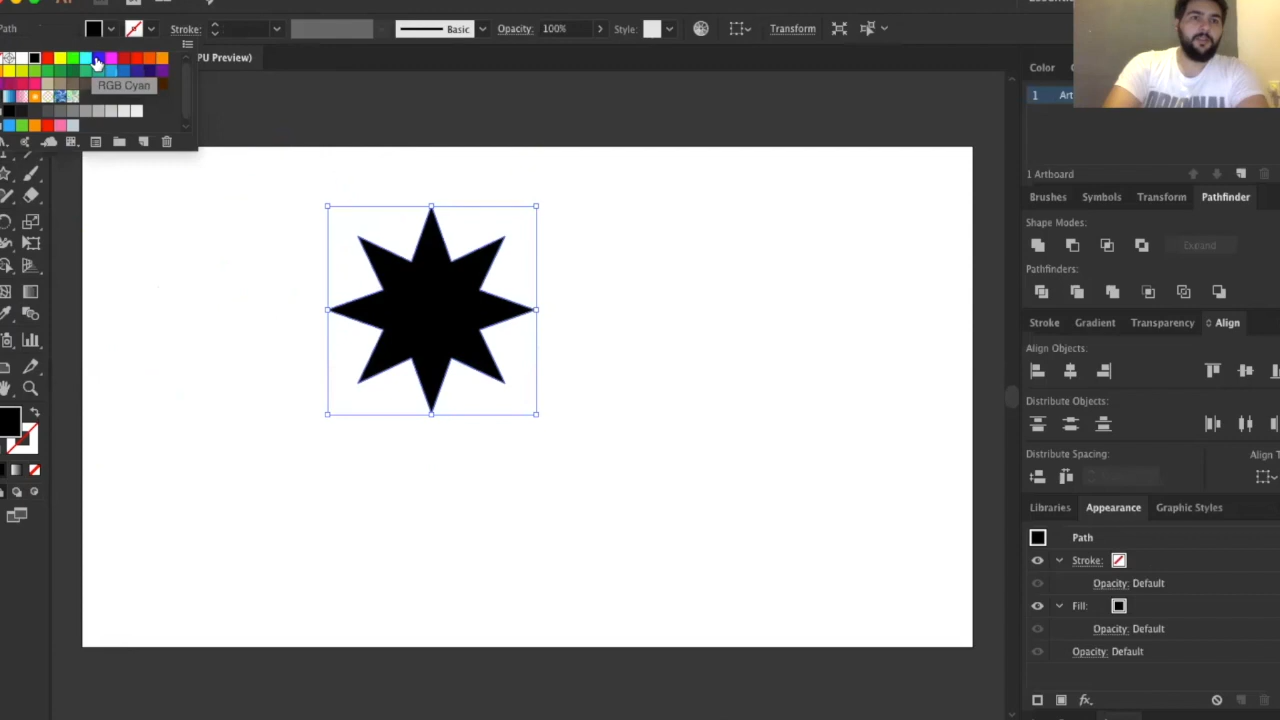 Path
Stroke:
Basic
Opacity: 100%
Style:
Transform
PU Preview)
RGB Cyan
Color
1
1 Artboard
Brushes Symbols Transform Pathfinder
Shape Modes:
Expand
Pathfinders:
Stroke Gradient Transparency Align
Align Objects:
Distribute Objects:
Distribute Spacing:
Libraries Appearance Graphic Styles
Path
Stroke:
Opacity: Default
Fill:
Opacity: Default
Opacity: Default
fx